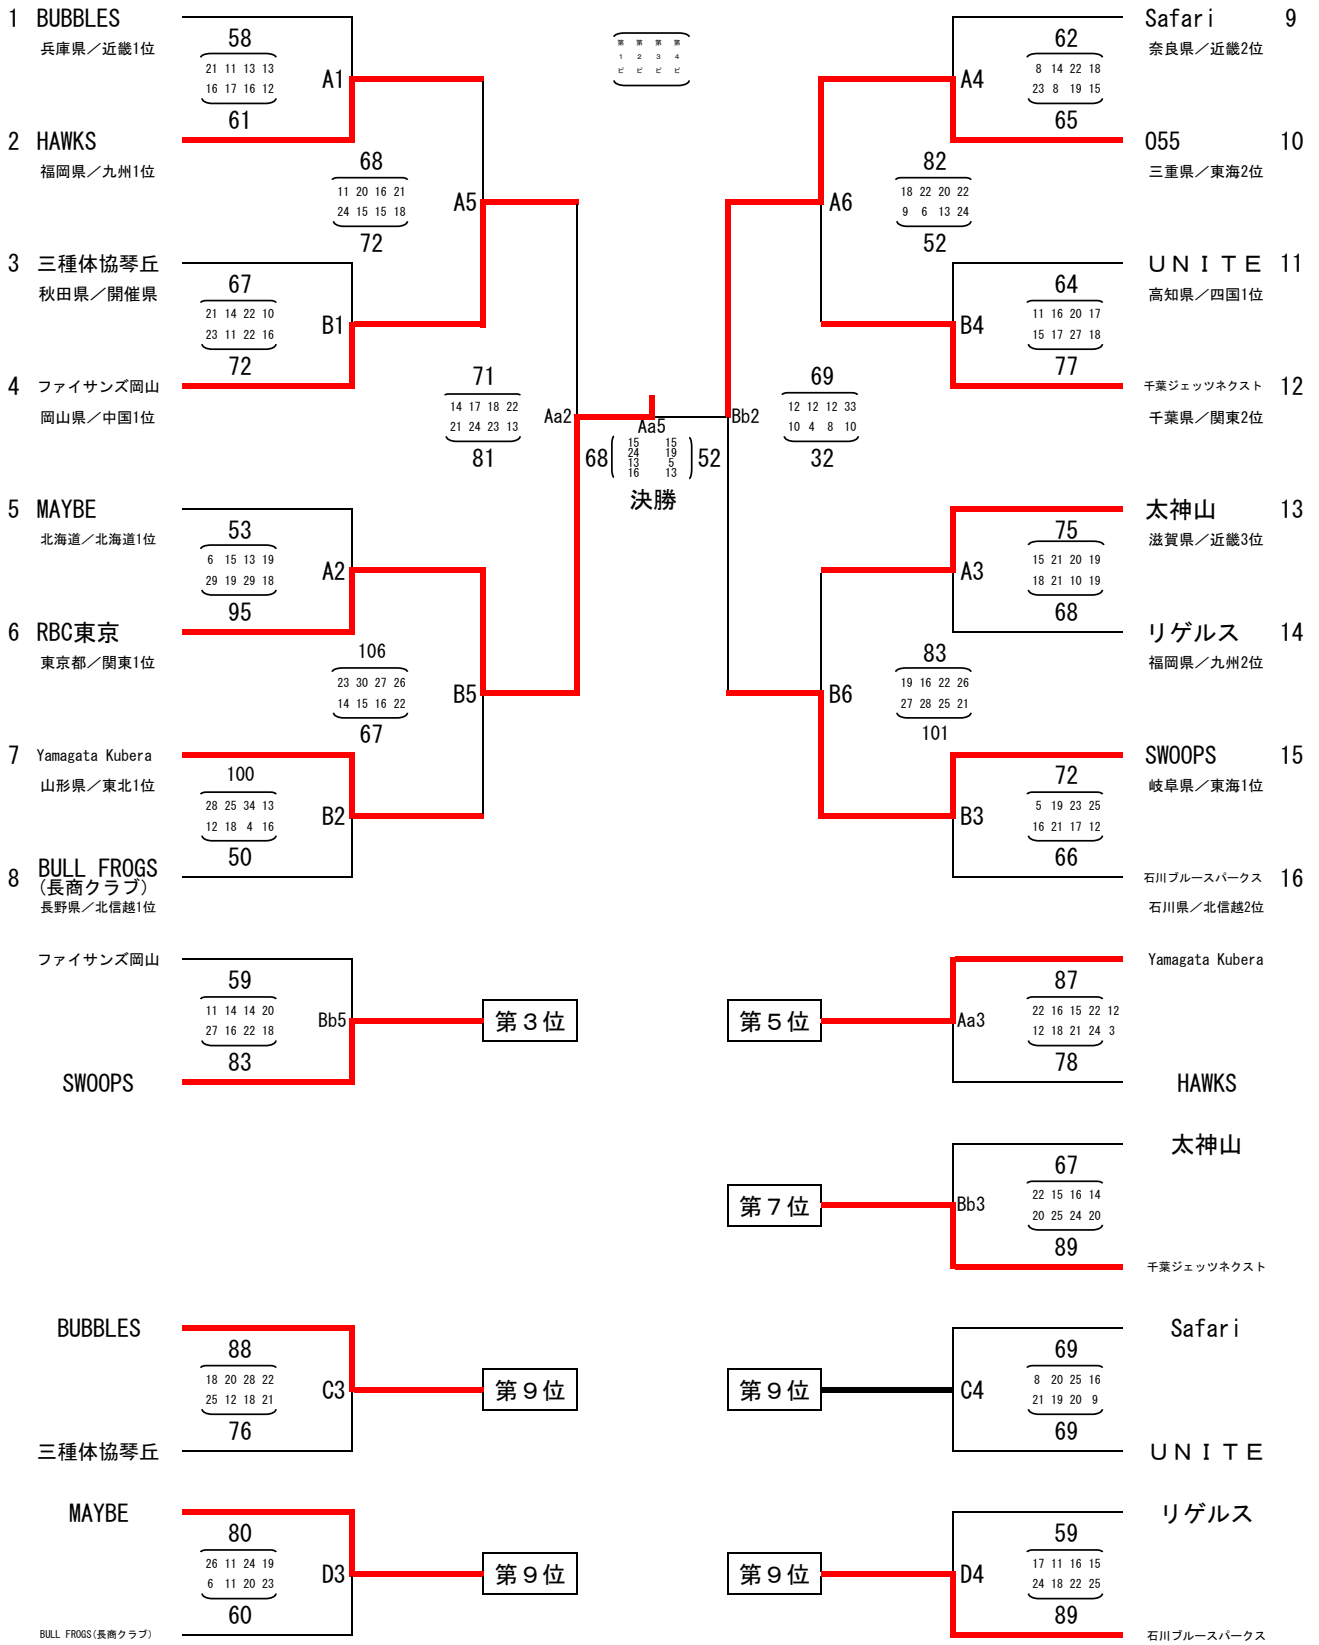 1 BUBBLES
兵庫県／近畿1位
58
21 11 13 13
16 17 16 12
61
A1
2 HAWKS
福岡県／九州1位
68
11 20 16 21
24 15 15 18
72
A5
3 三種体協琴丘
秋田県／開催県
67
21 14 22 10
23 11 22 16
72
B1
4 ファイサンズ岡山
岡山県／中国1位
71
14 17 18 22
21 24 23 13
81
Aa2
5 MAYBE
北海道／北海道1位
53
6 15 13 19
29 19 29 18
95
A2
6 RBC東京
東京都／関東1位
106
23 30 27 26
14 15 16 22
67
B5
7 Yamagata Kubera
山形県／東北1位
100
28 25 34 13
12 18 4 16
50
B2
8 BULL FROGS
(長商クラブ)
長野県／北信越1位
第 第 第 第
1 2 3 4
ピ ピ ピ ピ
Aa5
68
15 15
24 19
13 5
16 13
52
決勝
Safari 9
奈良県／近畿2位
62
8 14 22 18
23 8 19 15
65
A4
O55 10
三重県／東海2位
82
18 22 20 22
9 6 13 24
52
A6
ＵＮＩＴＥ 11
高知県／四国1位
64
11 16 20 17
15 17 27 18
77
B4
千葉ジェッツネクスト 12
千葉県／関東2位
69
12 12 12 33
10 4 8 10
32
Bb2
太神山 13
滋賀県／近畿3位
75
15 21 20 19
18 21 10 19
68
A3
リゲルス 14
福岡県／九州2位
83
19 16 22 26
27 28 25 21
101
B6
SWOOPS 15
岐阜県／東海1位
72
5 19 23 25
16 21 17 12
66
B3
石川ブルースパークス 16
石川県／北信越2位
ファイサンズ岡山
59
11 14 14 20
27 16 22 18
83
Bb5
第３位
SWOOPS
Yamagata Kubera
87
22 16 15 22 12
12 18 21 24 3
78
Aa3
第５位
HAWKS
太神山
67
22 15 16 14
20 25 24 20
89
Bb3
第７位
千葉ジェッツネクスト
BUBBLES
88
18 20 28 22
25 12 18 21
76
C3
第９位
三種体協琴丘
Safari
69
8 20 25 16
21 19 20 9
69
C4
第９位
ＵＮＩＴＥ
MAYBE
80
26 11 24 19
6 11 20 23
60
D3
第９位
BULL FROGS(長商クラブ)
リゲルス
59
17 11 16 15
24 18 22 25
89
D4
第９位
石川ブルースパークス